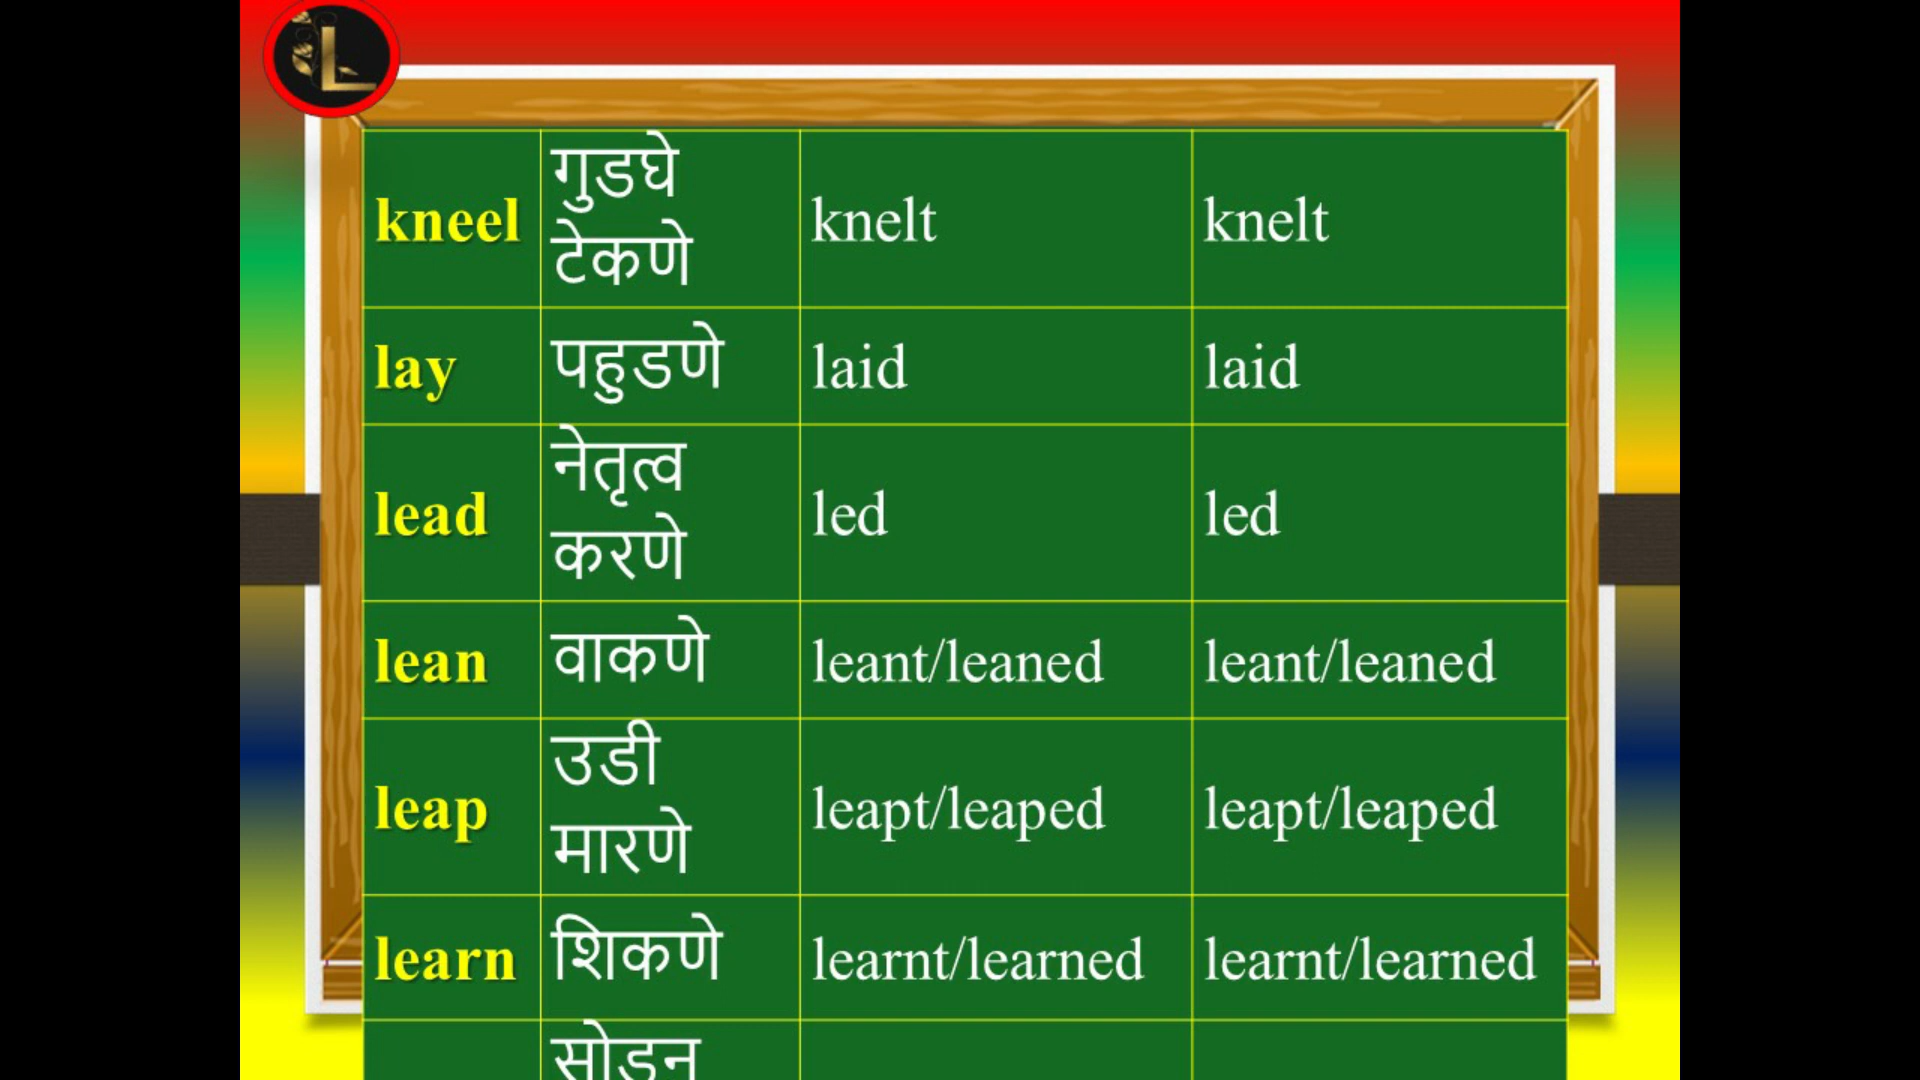 kneel गुडघे टेकणे knelt knelt
lay पहुडणे laid laid
lead नेतृत्व करणे led led
lean वाकणे leant/leaned leant/leaned
leap उडी मारणे leapt/leaped leapt/leaped
learn शिकणे learnt/learned learnt/learned
L